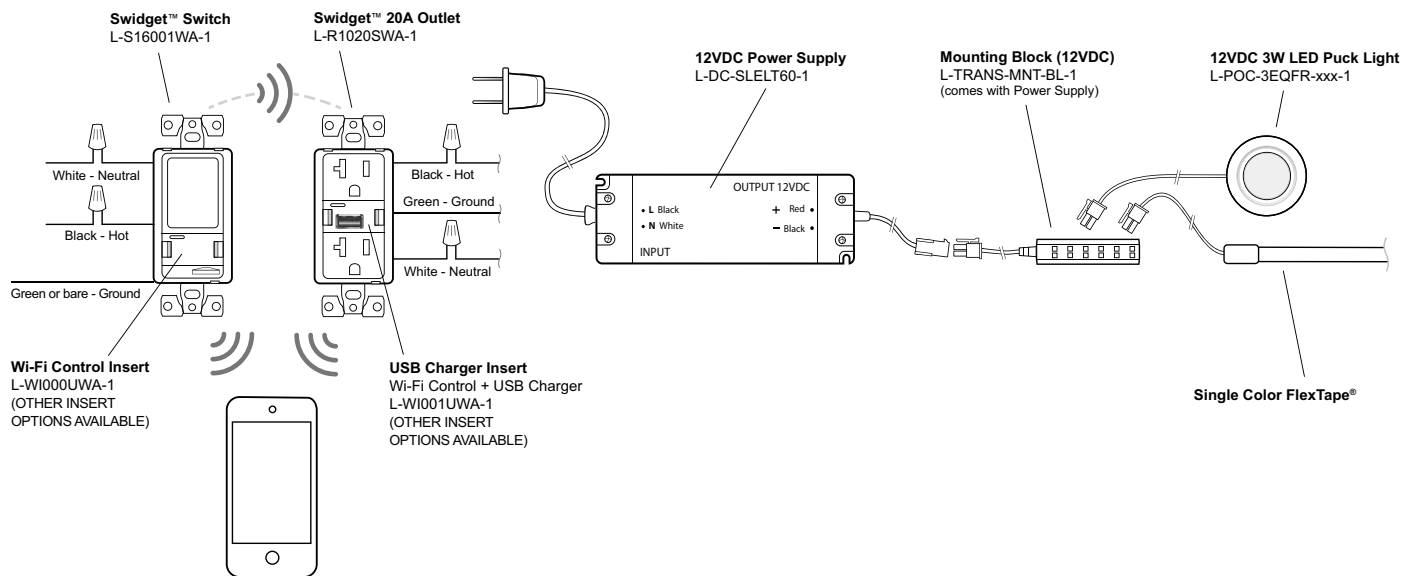 Swidget™ Switch
L-S16001WA-1
Swidget™ 20A Outlet
L-R1020SWA-1
12VDC Power Supply
L-DC-SLELT60-1
Mounting Block (12VDC)
L-TRANS-MNT-BL-1
(comes with Power Supply)
12VDC 3W LED Puck Light
L-POC-3EQFR-xxx-1
White - Neutral
Black - Hot
Green or bare - Ground
Black - Hot
Green - Ground
White - Neutral
OUTPUT 12VDC
• L Black
• N White
+ Red •
– Black •
INPUT
Wi-Fi Control Insert
L-WI000UWA-1
(OTHER INSERT
OPTIONS AVAILABLE)
USB Charger Insert
Wi-Fi Control + USB Charger
L-WI001UWA-1
(OTHER INSERT
OPTIONS AVAILABLE)
Single Color FlexTape®